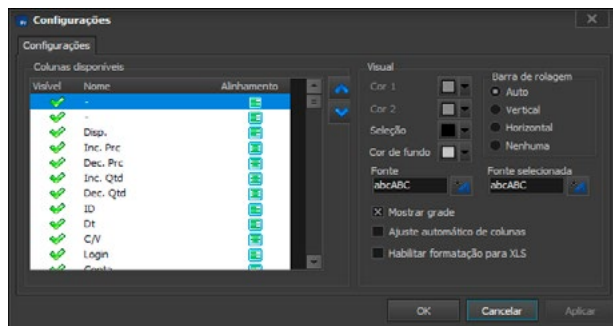 Configurações
Configurações
Colunas disponíveis
Visível Nome Alinhamento
-
-
Disp.
Inc. Prc
Dec. Prc
Inc. Qtd
Dec. Qtd
ID
Dt
C/V
Login
Conta
Visual
Cor 1
Cor 2
Seleção
Cor de fundo
Barra de rolagem
Auto
Vertical
Horizontal
Nenhuma
Fonte
abcABC
Fonte selecionada
abcABC
Mostrar grade
Ajuste automático de colunas
Habilitar formatação para XLS
OK Cancelar Aplicar